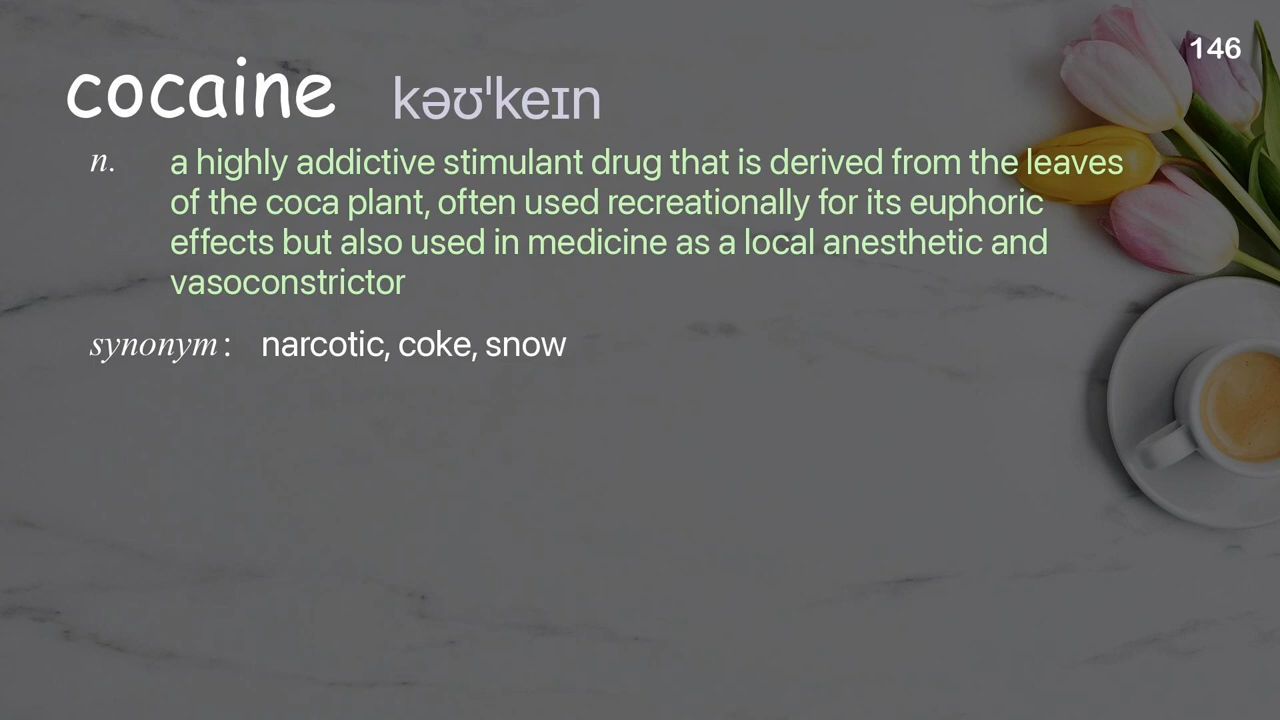 146
cocaine kəʊˈkeɪn
n. a highly addictive stimulant drug that is derived from the leaves
of the coca plant, often used recreationally for its euphoric
effects but also used in medicine as a local anesthetic and
vasoconstrictor
synonym: narcotic, coke, snow